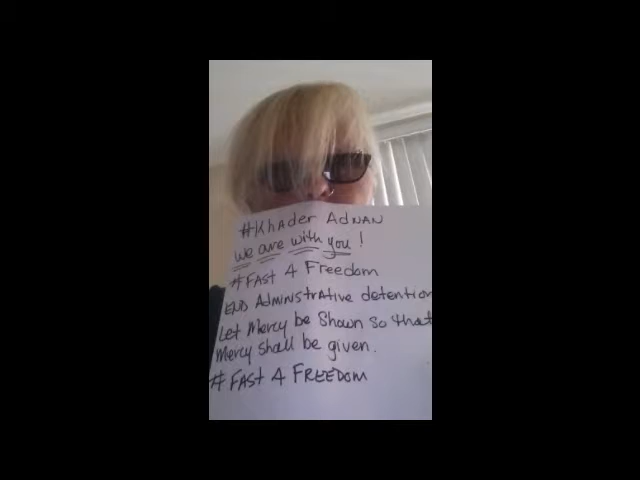 #Khader Adnan
We are with you!
#Fast 4 Freedom
End Administrative detention
Let Mercy be Shown So that
Mercy shall be given.
# Fast 4 Freedom